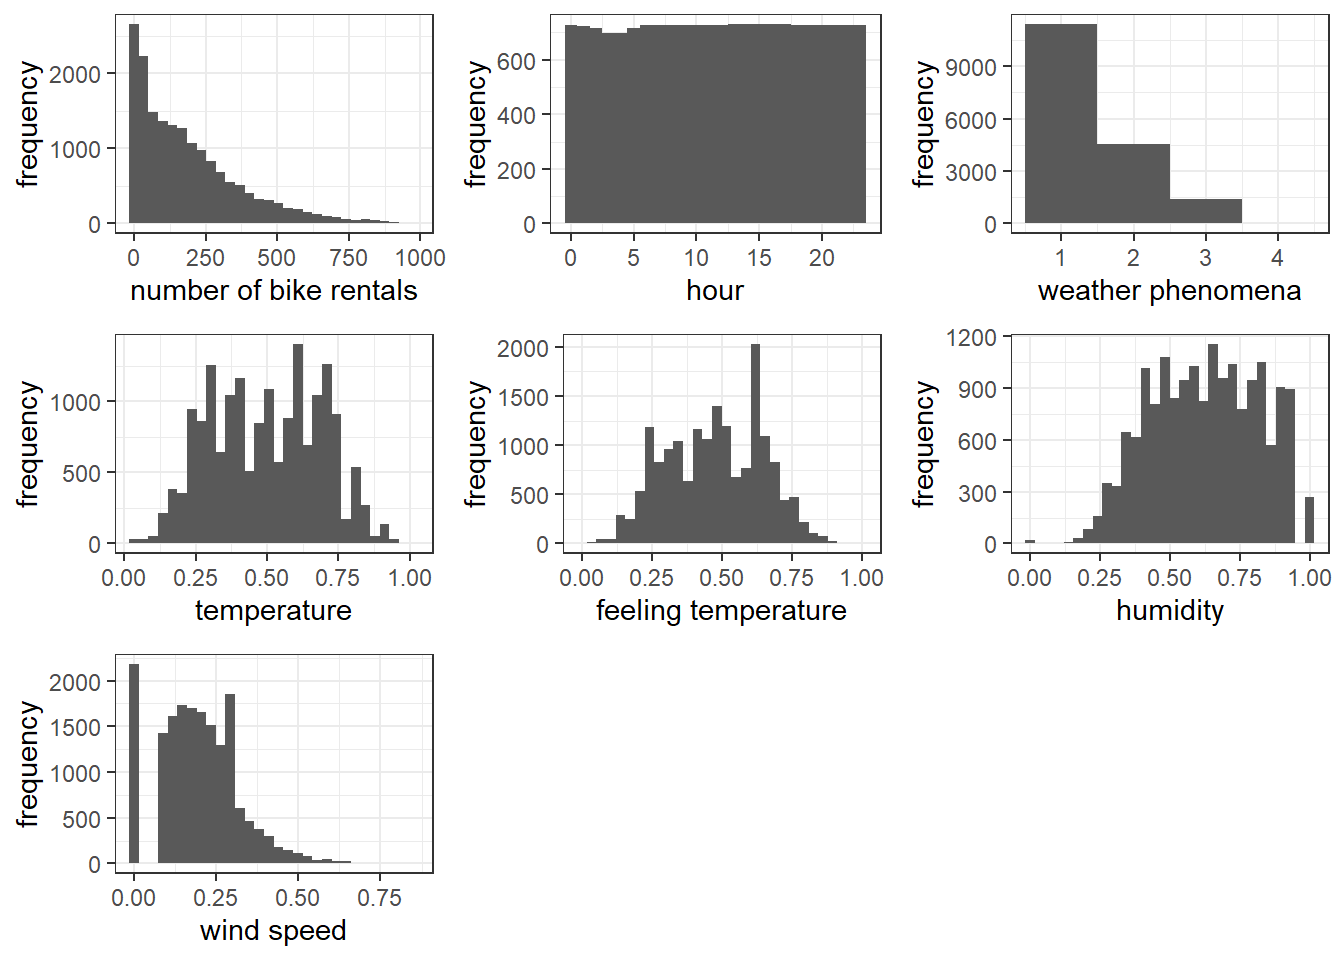 frequency
2000
1000
0
0 250 500 750 1000
number of bike rentals
frequency
600
400
200
0
0 5 10 15 20
hour
frequency
9000
6000
3000
0
1 2 3 4
weather phenomena
frequency
1000
500
0
0.00 0.25 0.50 0.75 1.00
temperature
frequency
2000
1500
1000
500
0
0.00 0.25 0.50 0.75 1.00
feeling temperature
frequency
1200
900
600
300
0
0.00 0.25 0.50 0.75 1.00
humidity
frequency
2000
1500
1000
500
0
0.00 0.25 0.50 0.75
wind speed